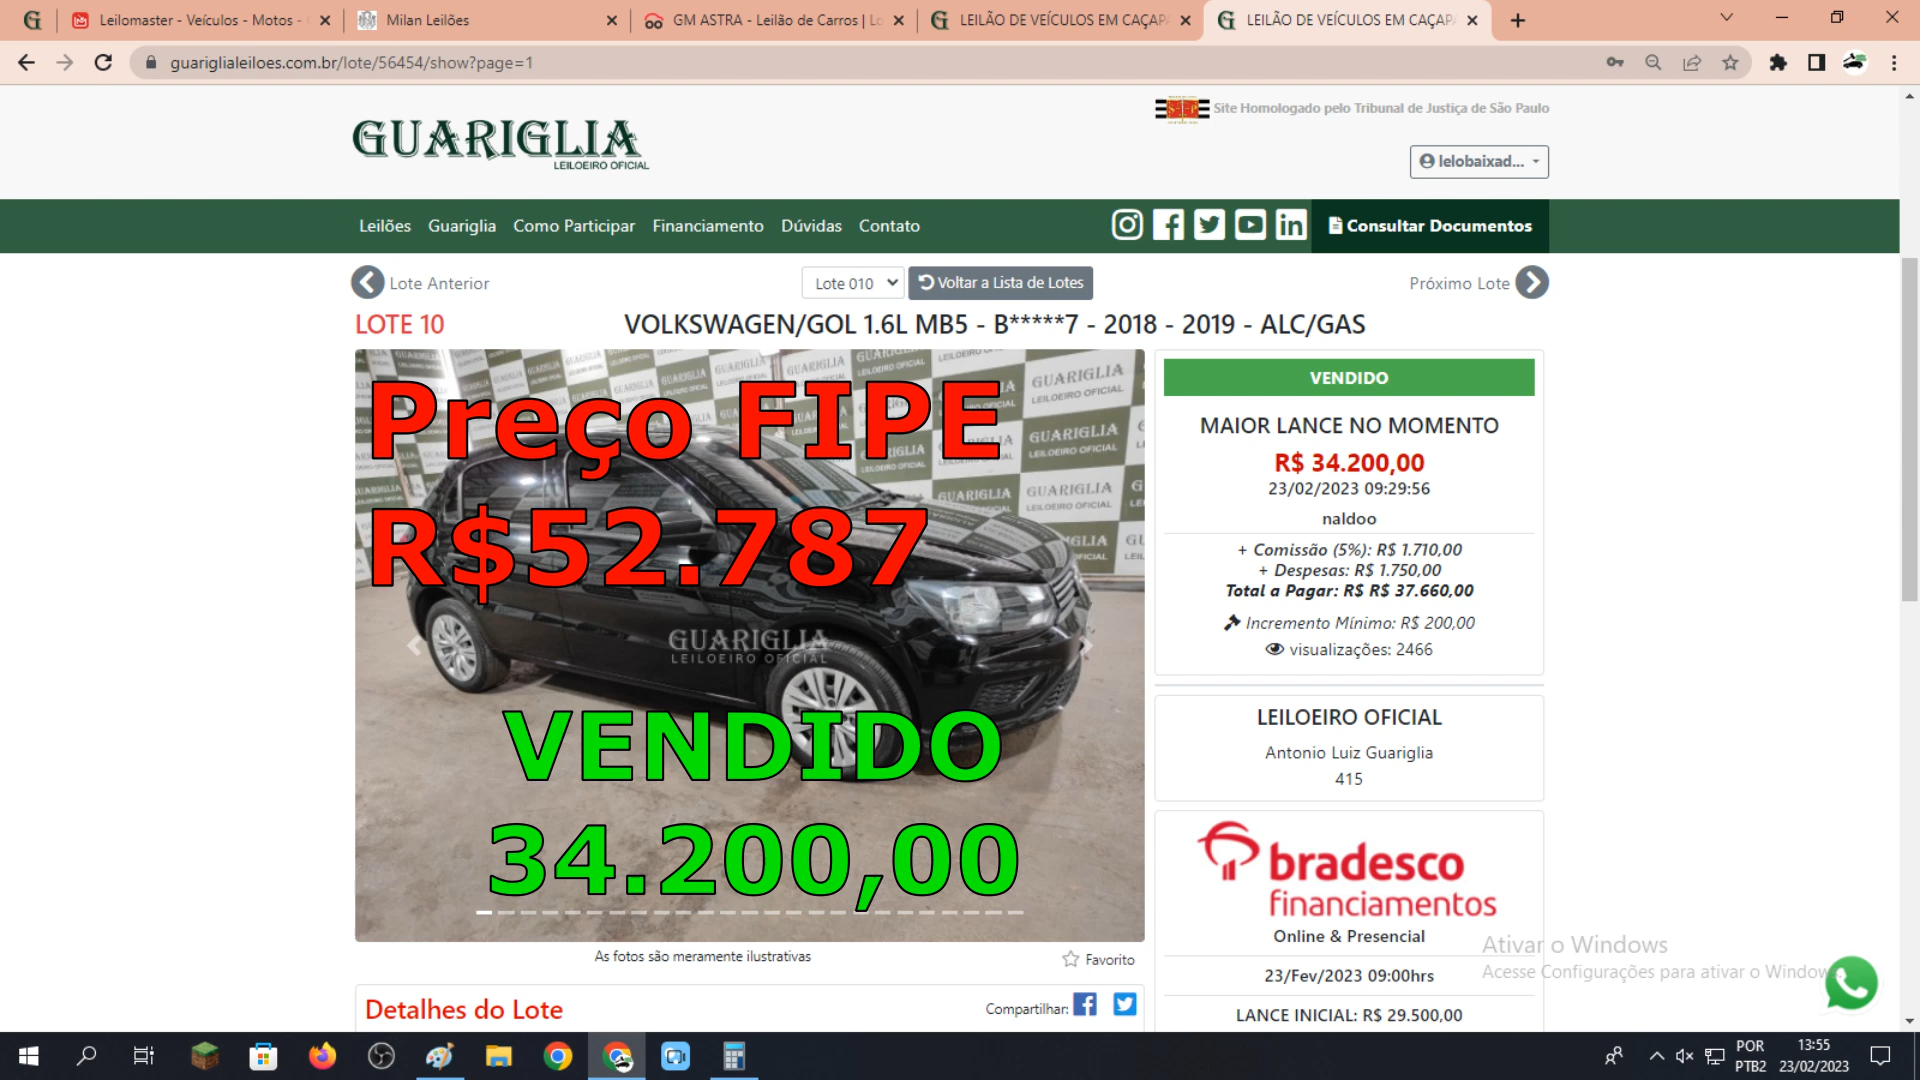 Leilomaster - Veículos - Motos -
Milan Leilões
GM ASTRA - Leilão de Carros | Lo
LEILÃO DE VEÍCULOS EM CAÇAPA
LEILÃO DE VEÍCULOS EM CAÇAPA
guariglialeiloes.com.br/lote/56454/show?page=1
GUARIGLIA
LEILOEIRO OFICIAL
Site Homologado pelo Tribunal de Justiça de São Paulo
lelobaixad...
Leilões Guariglia Como Participar Financiamento Dúvidas Contato
Consultar Documentos
Lote Anterior
Lote 010
Voltar a Lista de Lotes
Próximo Lote
LOTE 10
VOLKSWAGEN/GOL 1.6L MB5 - B*****7 - 2018 - 2019 - ALC/GAS
Preço FIPE
R$52.787
GUARIGLIA
LEILOEIRO OFICIAL
VENDIDO
34.200,00
As fotos são meramente ilustrativas
Favorito
Detalhes do Lote
Compartilhar:
VENDIDO
MAIOR LANCE NO MOMENTO
R$ 34.200,00
23/02/2023 09:29:56
naldoo
+ Comissão (5%): R$ 1.710,00
+ Despesas: R$ 1.750,00
Total a Pagar: R$ R$ 37.660,00
Incremento Mínimo: R$ 200,00
visualizações: 2466
LEILOEIRO OFICIAL
Antonio Luiz Guariglia
415
bradesco
financiamentos
Online & Presencial
23/Fev/2023 09:00hrs
LANCE INICIAL: R$ 29.500,00
Ativar o Windows
Acesse Configurações para ativar o Windows
POR
PTB2
13:55
23/02/2023